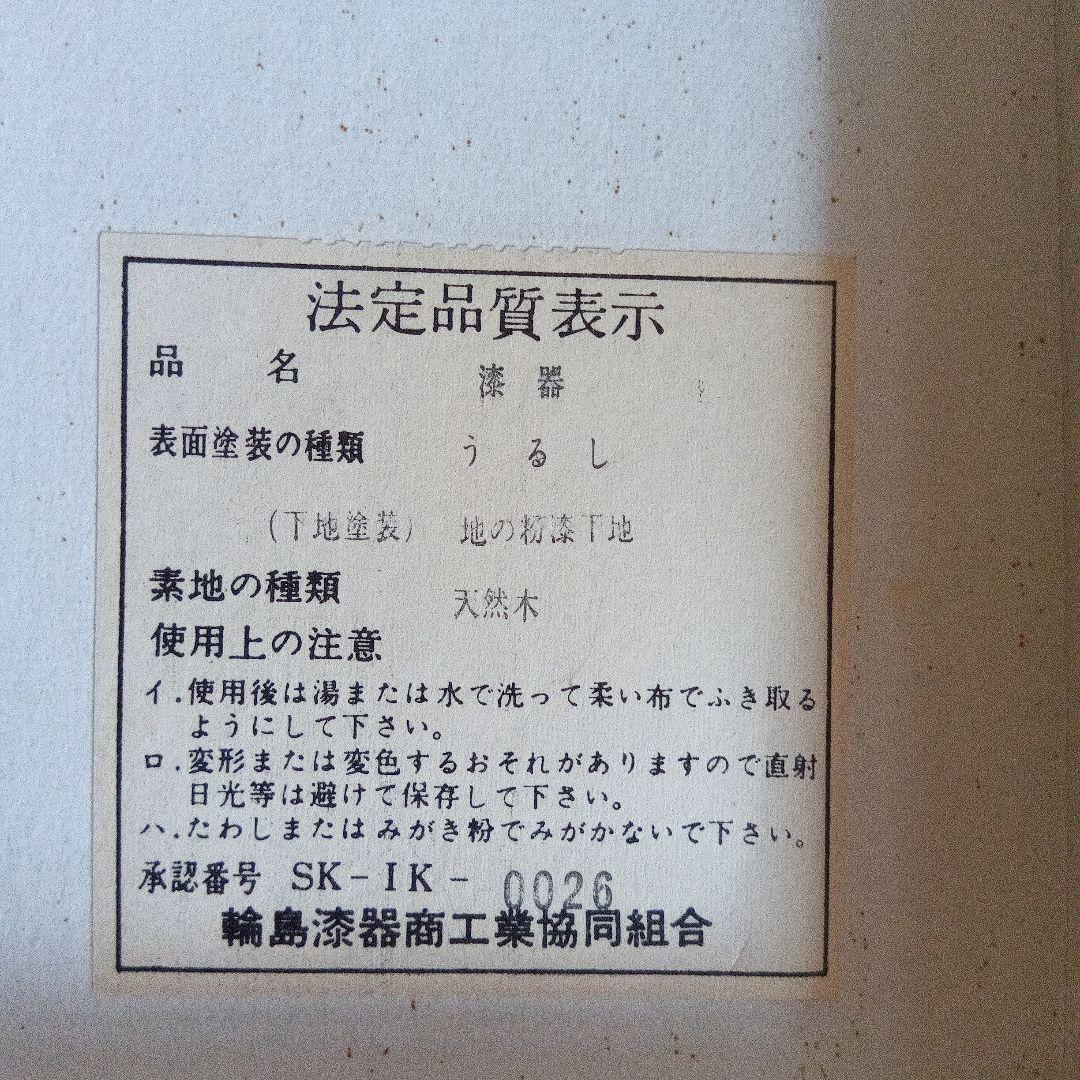 法定品質表示
品名 漆器
表面塗装の種類 うるし
(下地塗装) 地の粉漆下地
素地の種類 天然木
使用上の注意
イ.使用後は湯または水で洗って柔い布でふき取る
ようにして下さい。
ロ.変形または変色するおそれがありますので直射
日光等は避けて保存して下さい。
ハ.たわしまたはみがき粉でみがかないで下さい。
承認番号 SK-IK-0026
輪島漆器商工業協同組合